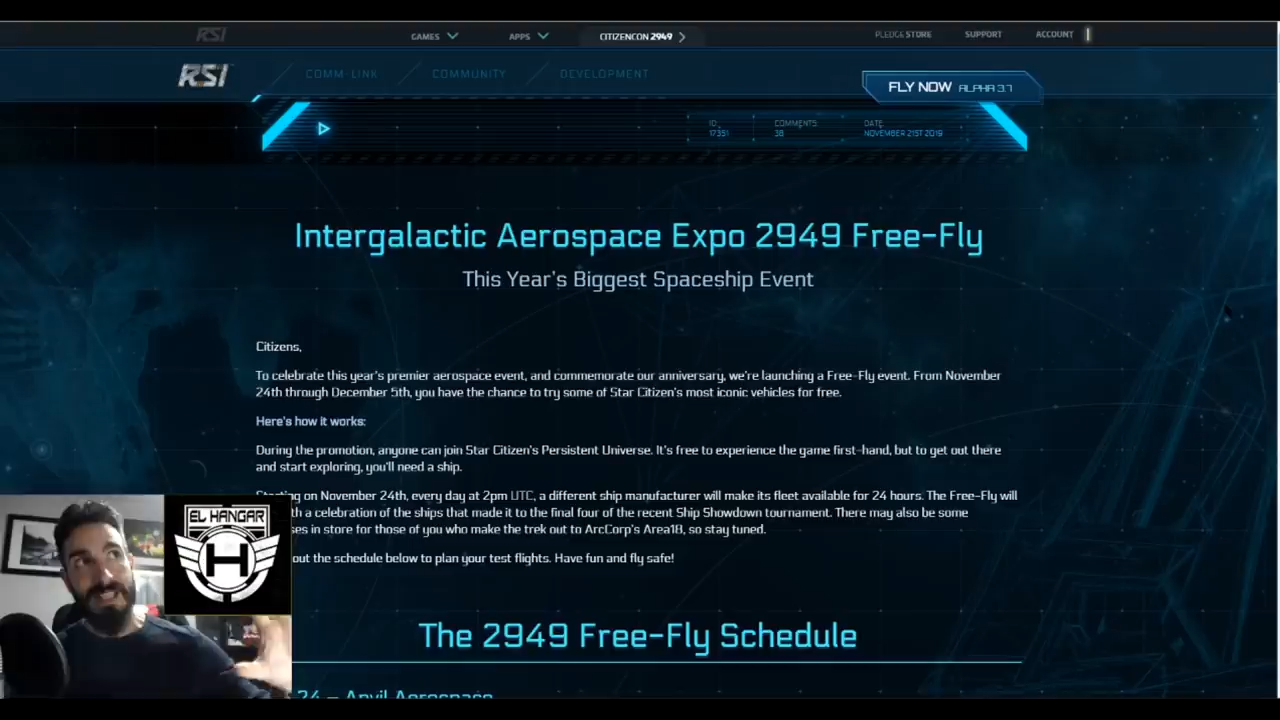 RSI
GAMES
APPS
CITIZENCON 2949
PLEDGE STORE
SUPPORT
ACCOUNT
RSI
COMM-LINK
COMMUNITY
DEVELOPMENT
FLY NOW ALPHA 3.7
ID:
17351
COMMENTS:
38
DATE:
NOVEMBER 21ST 2019
Intergalactic Aerospace Expo 2949 Free-Fly
This Year's Biggest Spaceship Event
Citizens,
To celebrate this year's premier aerospace event, and commemorate our anniversary, we're launching a Free-Fly event. From November
24th through December 5th, you have the chance to try some of Star Citizen's most iconic vehicles for free.
Here's how it works:
During the promotion, anyone can join Star Citizen's Persistent Universe. It's free to experience the game first-hand, but to get out there
and start exploring, you'll need a ship.
on November 24th, every day at 2pm UTC, a different ship manufacturer will make its fleet available for 24 hours. The Free-Fly will
a celebration of the ships that made it to the final four of the recent Ship Showdown tournament. There may also be some
in store for those of you who make the trek out to ArcCorp's Area18, so stay tuned.
out the schedule below to plan your test flights. Have fun and fly safe!
EL HANGAR
H
The 2949 Free-Fly Schedule
24 – Anvil Aerospace